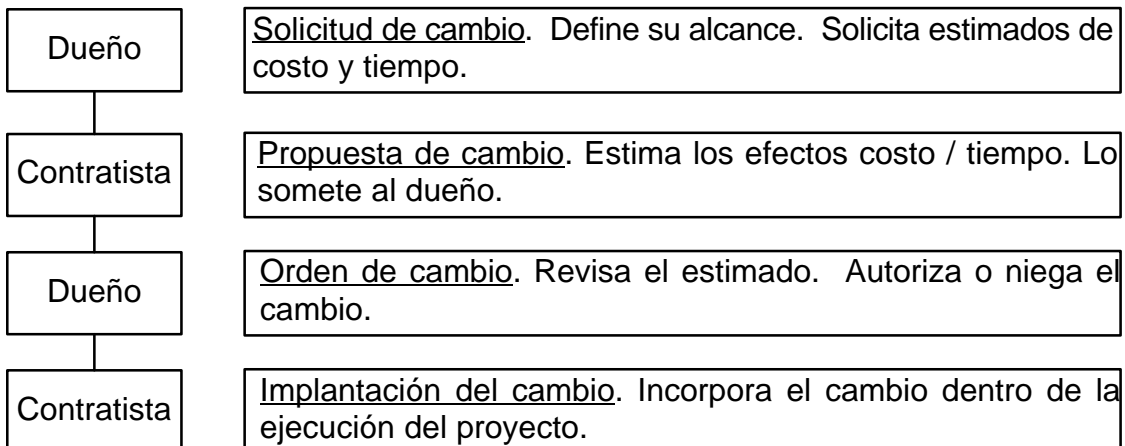 Dueño
Solicitud de cambio. Define su alcance. Solicita estimados de
costo y tiempo.
Contratista
Propuesta de cambio. Estima los efectos costo / tiempo. Lo
somete al dueño.
Dueño
Orden de cambio. Revisa el estimado. Autoriza o niega el
cambio.
Contratista
Implantación del cambio. Incorpora el cambio dentro de la
ejecución del proyecto.